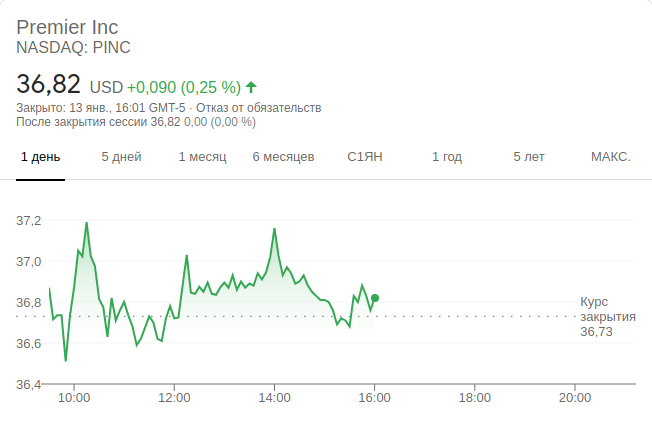 Premier Inc
NASDAQ: PINC
36,82 USD +0,090 (0,25 %)
Закрыто: 13 янв., 16:01 GMT-5 · Отказ от обязательств
После закрытия сессии 36,82 0,00 (0,00 %)
1 день 5 дней 1 месяц 6 месяцев С1ЯН 1 год 5 лет МАКС.
37,2
37,0
36,8
36,6
36,4
Курс
закрытия
36,73
10:00 12:00 14:00 16:00 18:00 20:00